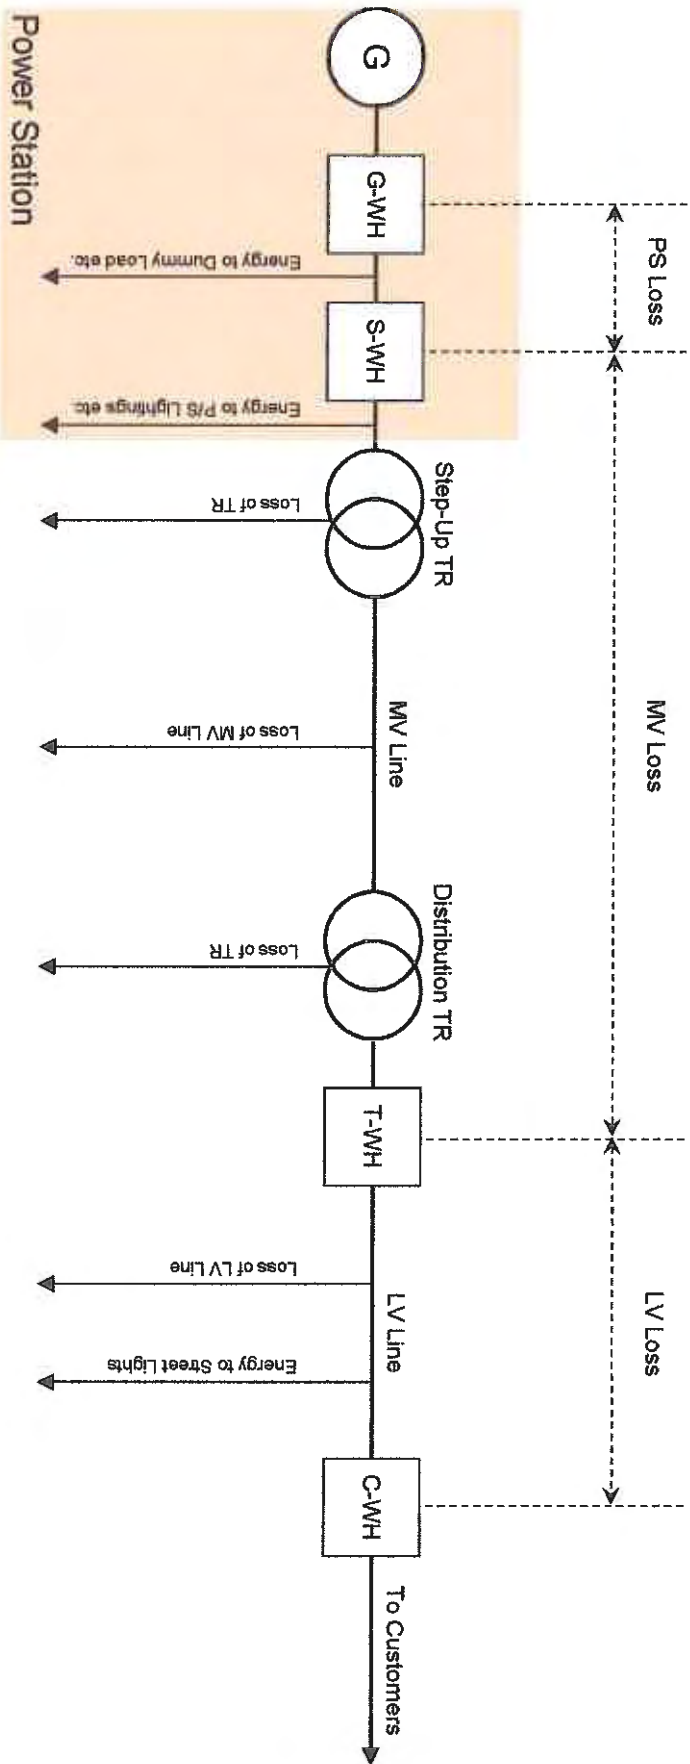 PS Loss
MV Loss
LV Loss
Step-Up TR
MV Line
Distribution TR
LV Line
To Customers
G
G-WH
S-WH
T-WH
C-WH
Energy to Dummy Load etc.
Energy to P/S Lightings etc.
Loss of TR
Loss of MV Line
Loss of TR
Loss of LV Line
Energy to Street Lights
Power Station